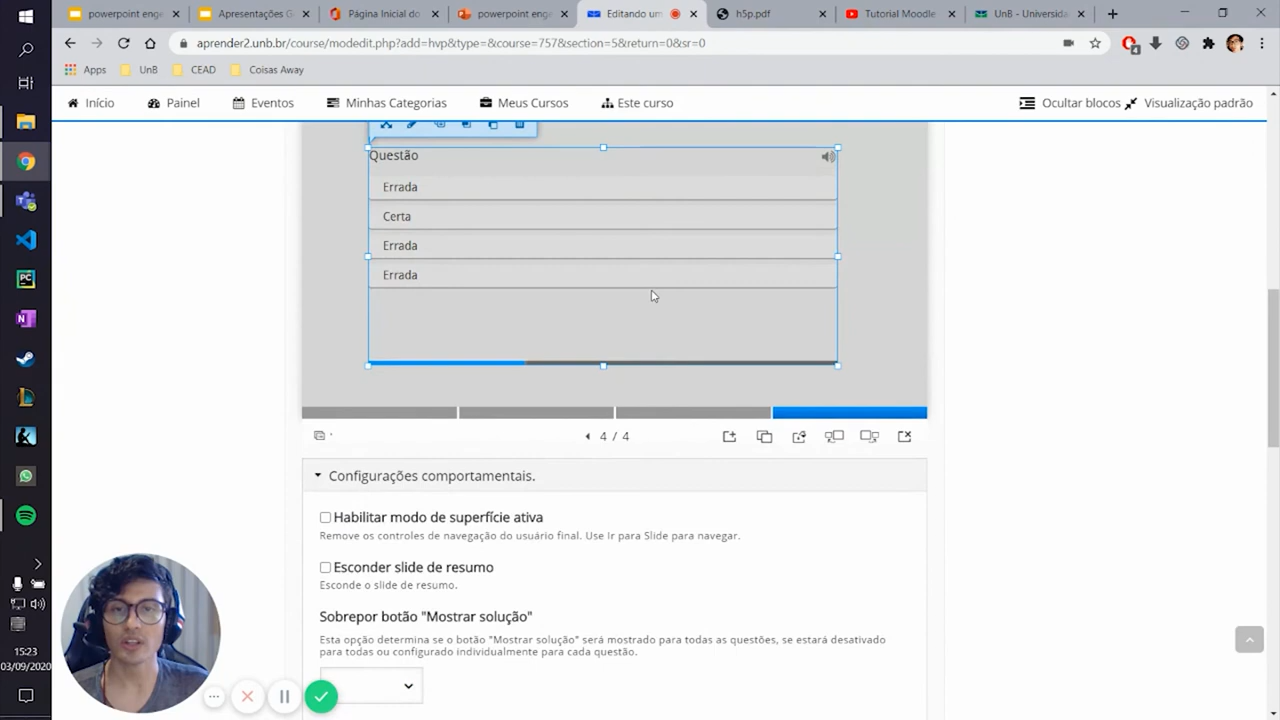 powerpoint enge
Apresentações G
Página Inicial do
powerpoint enge
Editando um
h5p.pdf
Tutorial Moodle
UnB - Universida
aprender2.unb.br/course/modedit.php?add=hvp&type=&course=757&section=5&return=0&sr=0
4
Apps
UnB
CEAD
Coisas Away
Início
Painel
Eventos
Minhas Categorias
Meus Cursos
Este curso
Ocultar blocos
Visualização padrão
Questão
Errada
Certa
Errada
Errada
4 / 4
Configurações comportamentais.
Habilitar modo de superfície ativa
Remove os controles de navegação do usuário final. Use Ir para Slide para navegar.
Esconder slide de resumo
Esconde o slide de resumo.
Sobrepor botão "Mostrar solução"
Esta opção determina se o botão "Mostrar solução" será mostrado para todas as questões, se estará desativado
para todas ou configurado individualmente para cada questão.
15:23
03/09/2020